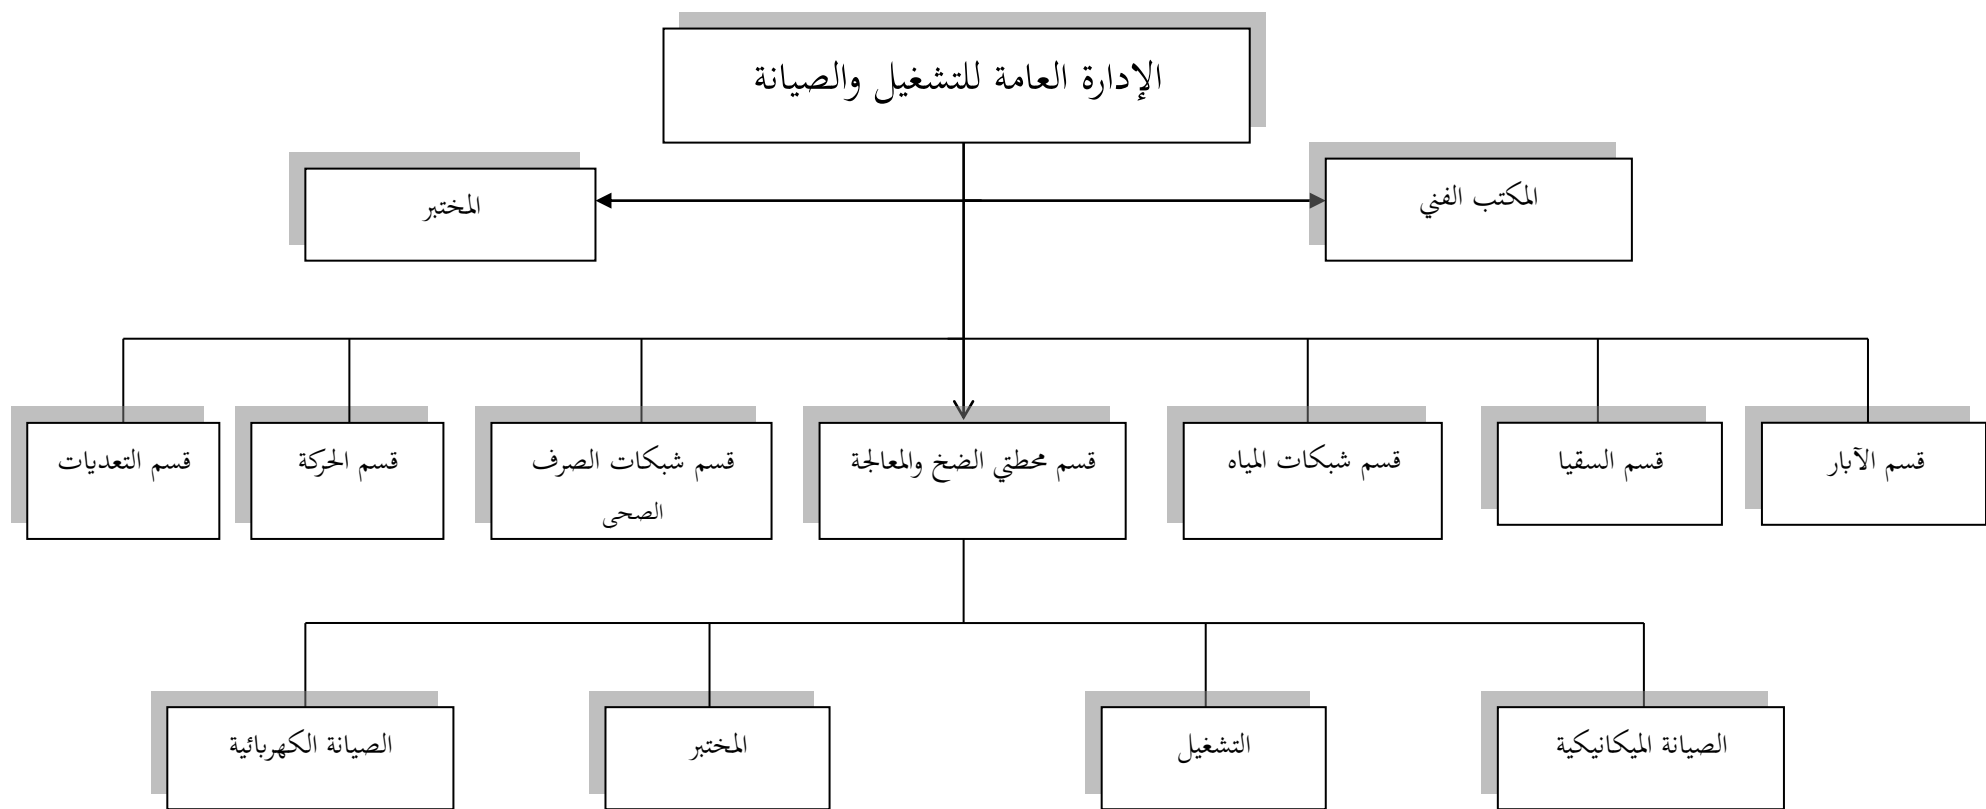 الإدارة العامة للتشغيل والصيانة
المكتب الفني
المختبر
قسم الآبار
قسم السقيا
قسم شبكات المياه
قسم محطتي الضخ والمعالجة
قسم شبكات الصرف
الصحى
قسم الحركة
قسم التعديات
الصيانة الميكانيكية
التشغيل
المختبر
الصيانة الكهربائية